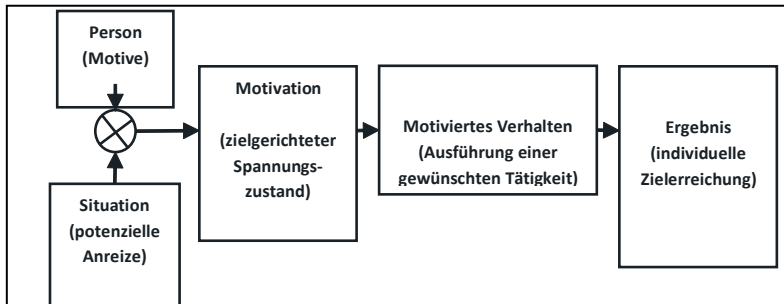 Person
(Motive)
Situation
(potenzielle
Anreize)
Motivation
(zielgerichteter
Spannungs-
zustand)
Motiviertes Verhalten
(Ausführung einer
gewünschten Tätigkeit)
Ergebnis
(individuelle
Zielerreichung)